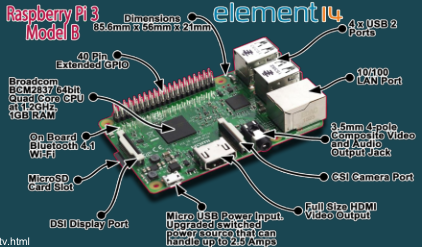 Raspberry Pi 3
Model B
Dimensions
85.6mm x 56mm x 21mm
element14
4 x USB 2
Ports
40 Pin
Extended GPIO
Broadcom
BCM2837 64bit
Quad Core CPU
at 1.2GHz,
1GB RAM
10/100
LAN Port
On Board
Bluetooth 4.1
Wi-Fi
3.5mm 4-pole
Composite Video
and Audio
Output Jack
MicroSD
Card Slot
CSI Camera Port
DSI Display Port
Micro USB Power Input.
Upgraded switched
power source that can
handle up to 2.5 Amps
Full Size HDMI
Video Output
tv.html